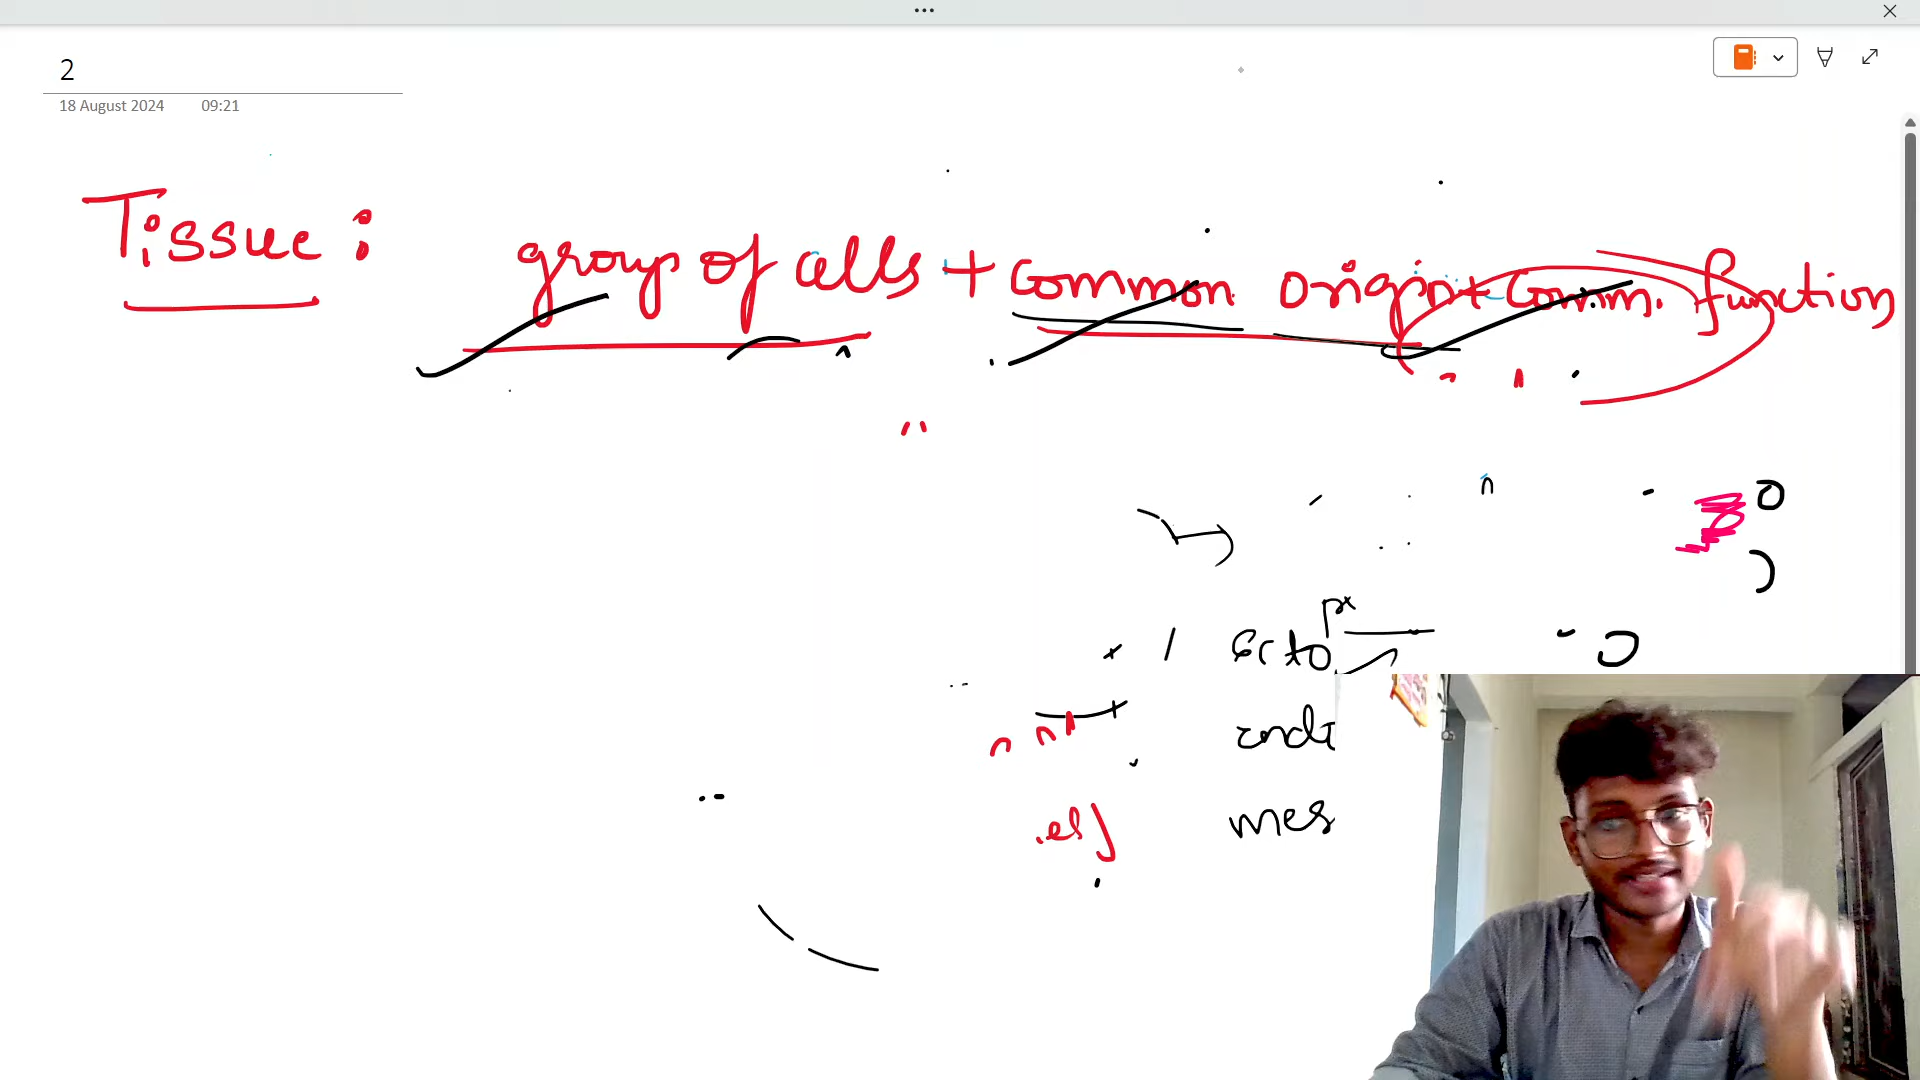 2
18 August 2024 09:21
Tissue :
group of cells + Common origin + Comm. function
Ecto
endo
mes